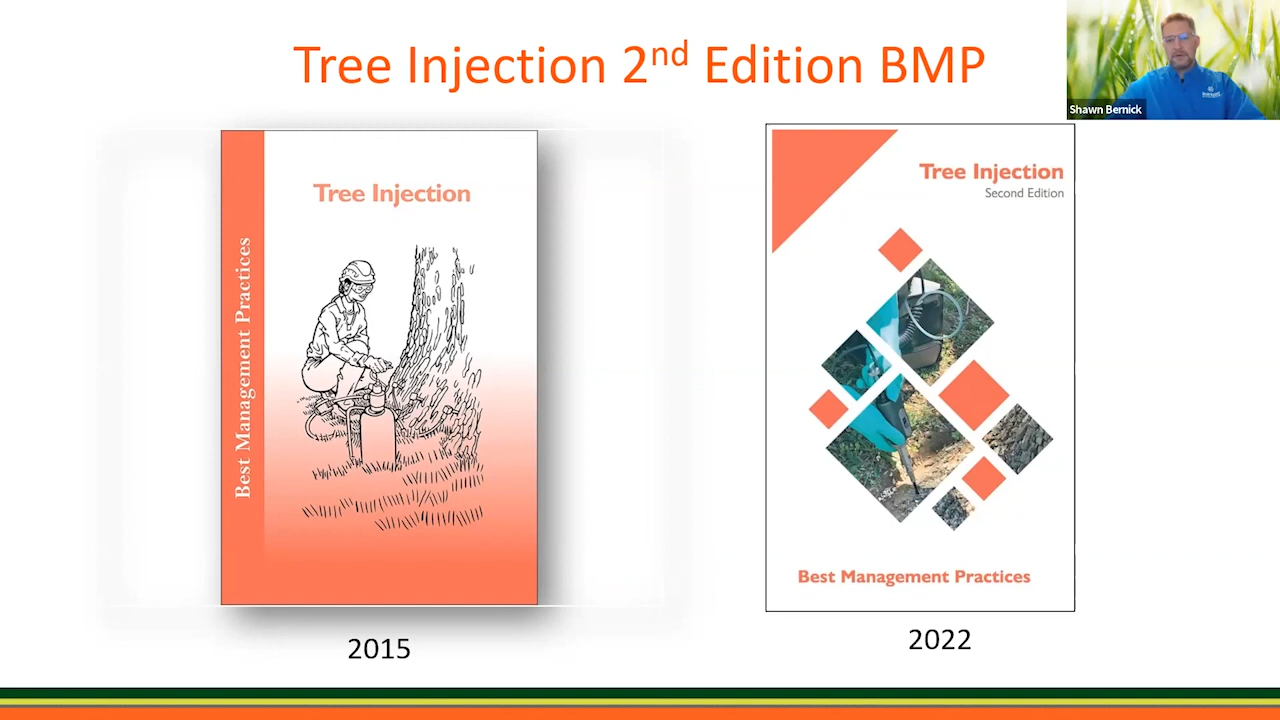 Tree Injection 2nd Edition BMP
Shawn Bernick
Best Management Practices
Tree Injection
2015
Tree Injection
Second Edition
Best Management Practices
2022